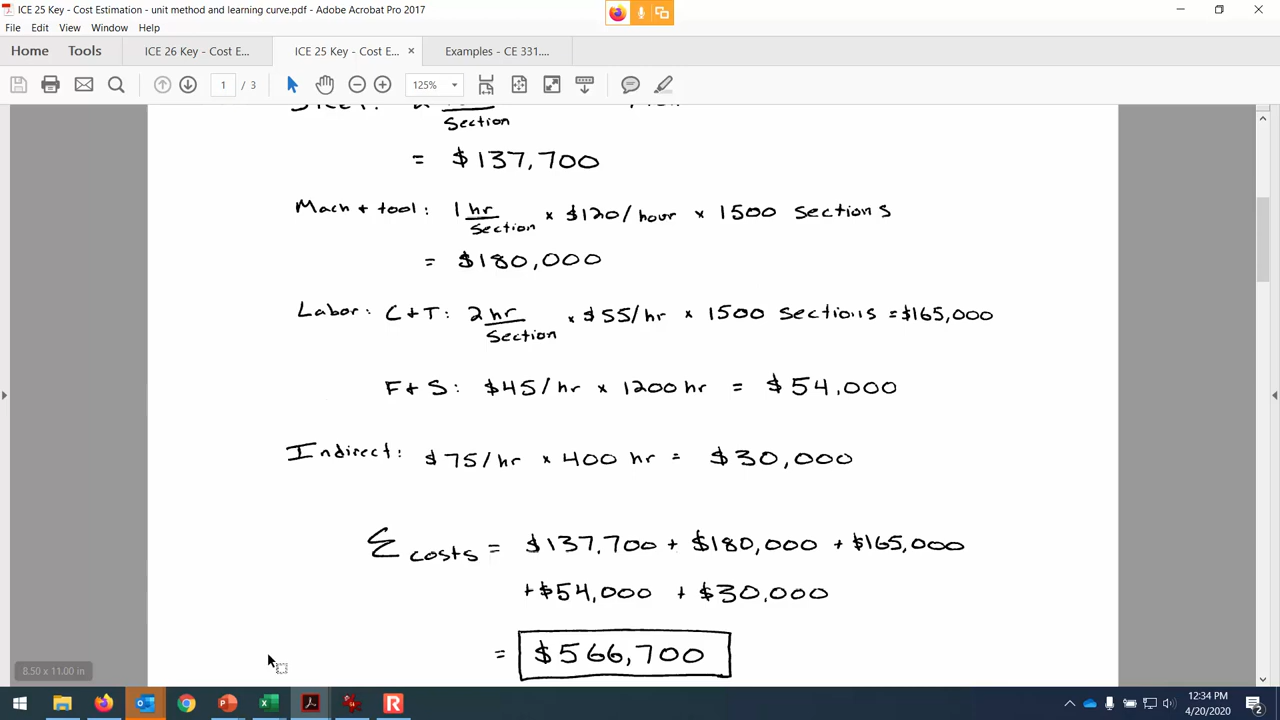 ICE 25 Key - Cost Estimation - unit method and learning curve.pdf - Adobe Acrobat Pro 2017
File Edit View Window Help
Home Tools ICE 26 Key - Cost E... ICE 25 Key - Cost E... × Examples - CE 331....
1 / 3 125%
Section
= $137,700
Mach + tool: 1 hr/Section × $120/hour × 1500 Sections
= $180,000
Labor: C+T: 2 hr/Section × $55/hr × 1500 Sections = $165,000
F+S: $45/hr × 1200 hr = $54,000
Indirect: $75/hr × 400 hr = $30,000
Σ costs = $137,700 + $180,000 + $165,000
+ $54,000 + $30,000
= $566,700
8.50 x 11.00 in
12:34 PM
4/20/2020
2